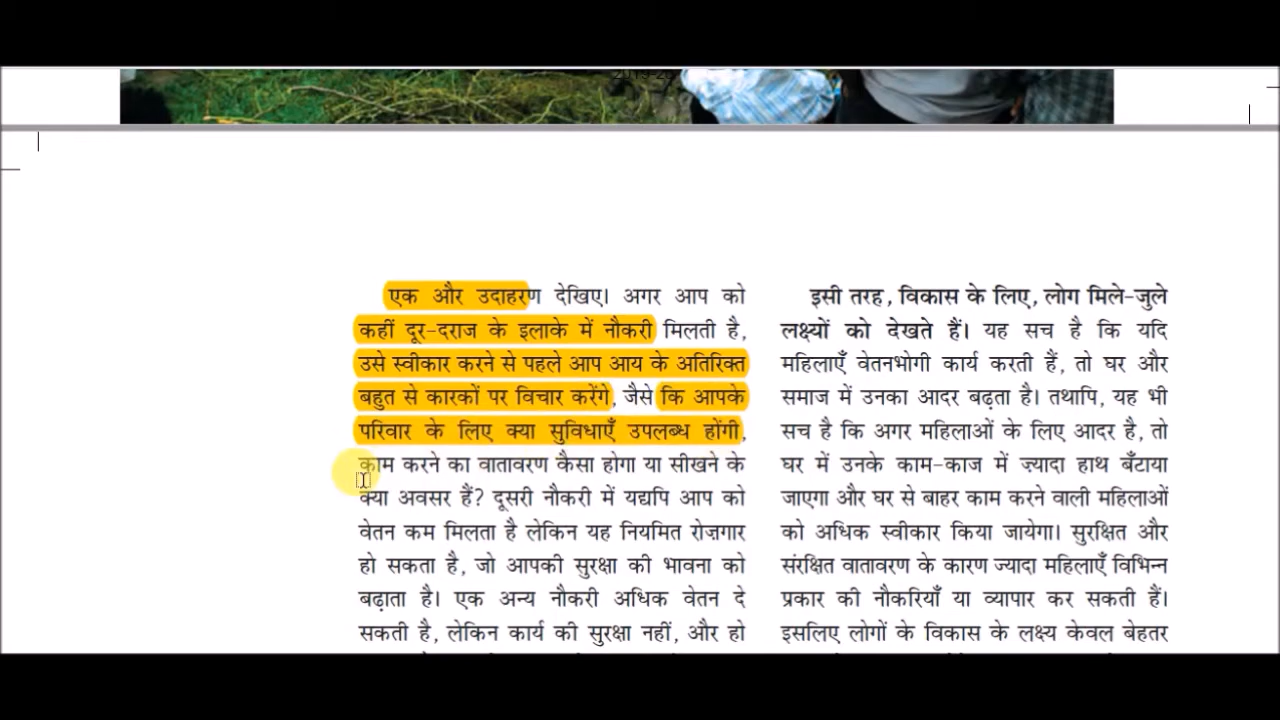 एक और उदाहरण देखिए। अगर आप को
कहीं दूर-दराज के इलाके में नौकरी मिलती है,
उसे स्वीकार करने से पहले आप आय के अतिरिक्त
बहुत से कारकों पर विचार करेंगे, जैसे कि आपके
परिवार के लिए क्या सुविधाएँ उपलब्ध होंगी,
काम करने का वातावरण कैसा होगा या सीखने के
क्या अवसर हैं? दूसरी नौकरी में यद्यपि आप को
वेतन कम मिलता है लेकिन यह नियमित रोज़गार
हो सकता है, जो आपकी सुरक्षा की भावना को
बढ़ाता है। एक अन्य नौकरी अधिक वेतन दे
सकती है, लेकिन कार्य की सुरक्षा नहीं, और हो
इसी तरह, विकास के लिए, लोग मिले-जुले
लक्ष्यों को देखते हैं। यह सच है कि यदि
महिलाएँ वेतनभोगी कार्य करती हैं, तो घर और
समाज में उनका आदर बढ़ता है। तथापि, यह भी
सच है कि अगर महिलाओं के लिए आदर है, तो
घर में उनके काम-काज में ज्यादा हाथ बँटाया
जाएगा और घर से बाहर काम करने वाली महिलाओं
को अधिक स्वीकार किया जायेगा। सुरक्षित और
संरक्षित वातावरण के कारण ज्यादा महिलाएँ विभिन्न
प्रकार की नौकरियाँ या व्यापार कर सकती हैं।
इसलिए लोगों के विकास के लक्ष्य केवल बेहतर